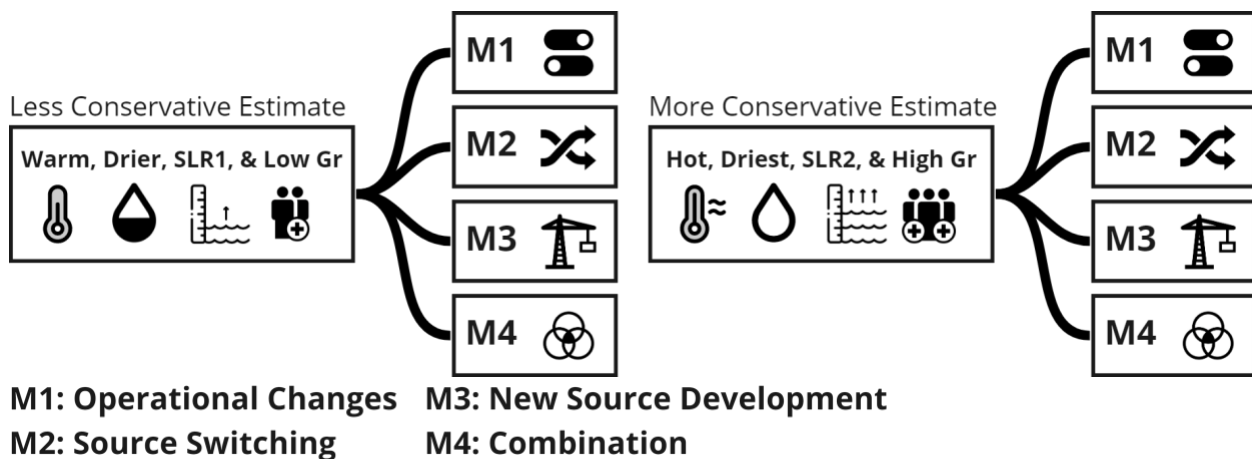 Less Conservative Estimate
Warm, Drier, SLR1, & Low Gr
M1
M2
M3
M4
More Conservative Estimate
Hot, Driest, SLR2, & High Gr
M1
M2
M3
M4
M1: Operational Changes
M3: New Source Development
M2: Source Switching
M4: Combination